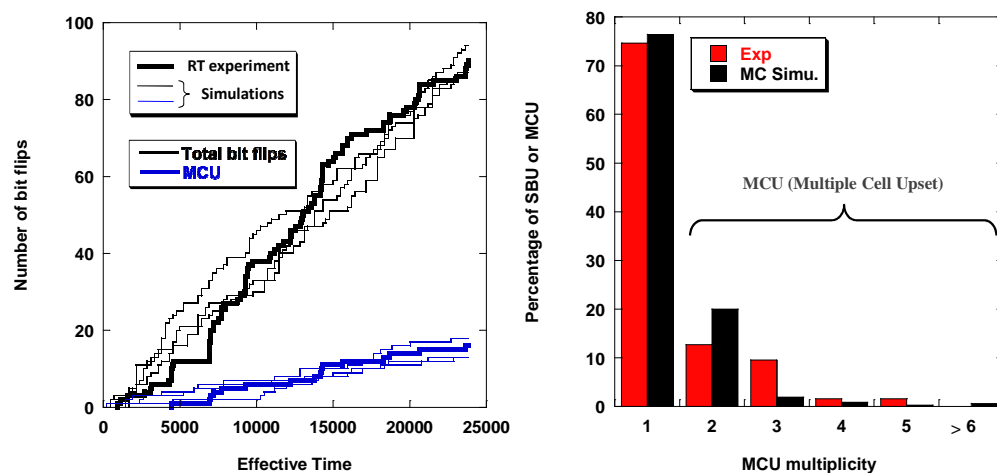 Number of bit flips
100
80
60
40
20
0
RT experiment
Simulations
Total bit flips
MCU
0
5000
10000
15000
20000
25000
Effective Time
Percentage of SBU or MCU
80
70
60
50
40
30
20
10
0
Exp
MC Simu.
MCU (Multiple Cell Upset)
1
2
3
4
5
> 6
MCU multiplicity